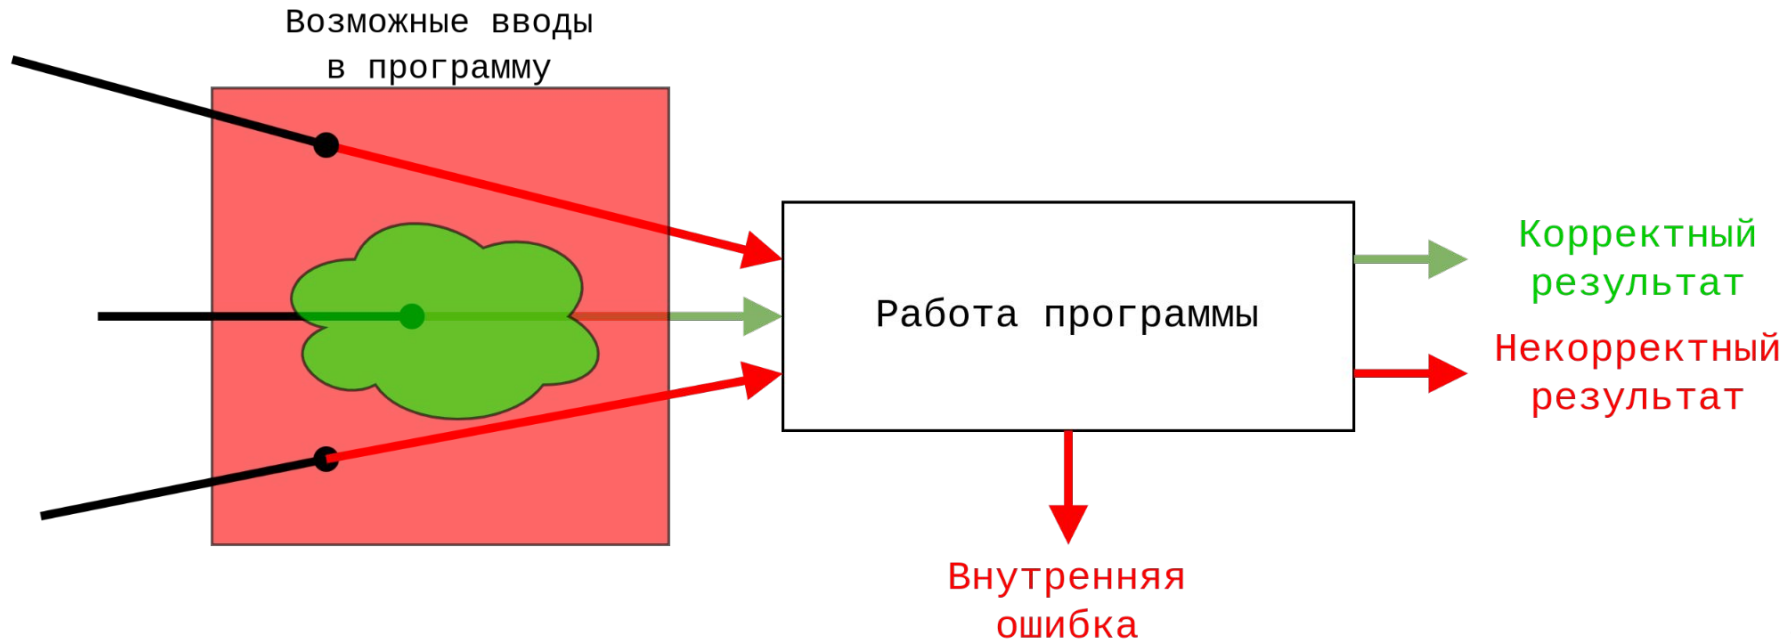 Возможные вводы
в программу
Работа программы
Корректный
результат
Некорректный
результат
Внутренняя
ошибка